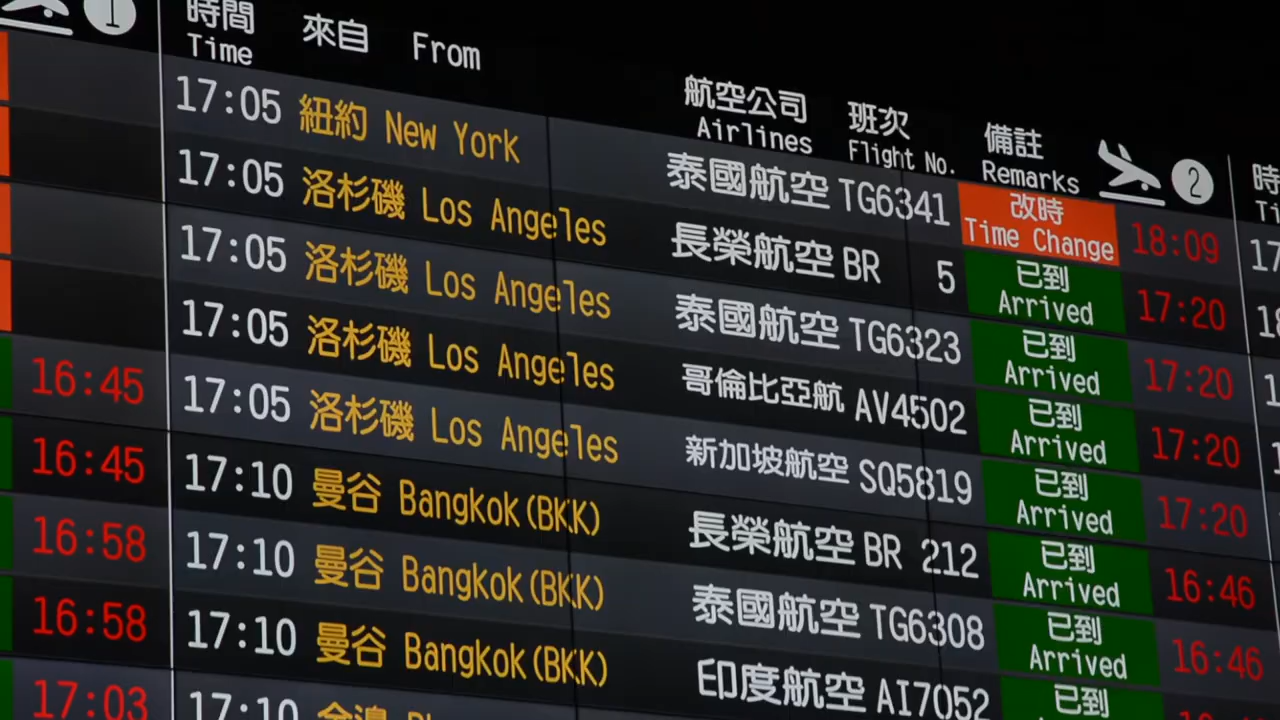 1
時間 來自 From
Time
航空公司 班次 備註
Airlines Flight No. Remarks 2
17:05 紐約 New York 泰國航空 TG6341 改時 Time Change 18:09
17:05 洛杉磯 Los Angeles 長榮航空 BR 5 已到 Arrived 17:20
17:05 洛杉磯 Los Angeles 泰國航空 TG6323 已到 Arrived 17:20
17:05 洛杉磯 Los Angeles 哥倫比亞航 AV4502 已到 Arrived 17:20
16:45 17:05 洛杉磯 Los Angeles 新加坡航空 SQ5819 已到 Arrived 17:20
16:45 17:10 曼谷 Bangkok(BKK) 長榮航空 BR 212 已到 Arrived 16:46
16:58 17:10 曼谷 Bangkok(BKK) 泰國航空 TG6308 已到 Arrived 16:46
16:58 17:10 曼谷 Bangkok(BKK) 印度航空 AI7052 已到
17:03 17:10